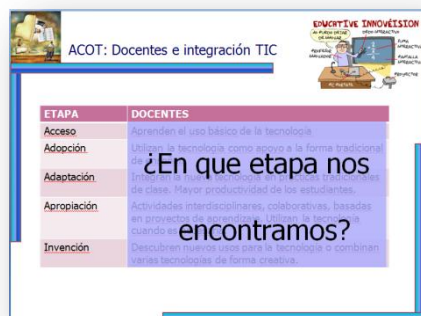 EDUCATIVE INNOVÉISION
ACOT: Docentes e integración TIC
ETAPA DOCENTES
Acceso Aprenden el uso básico de la tecnología
Adopción Utilizan la tecnología como apoyo a la forma tradicional
¿En que etapa nos
Adaptación Integran la nueva tecnología en prácticas tradicionales
de clase. Mayor productividad de los estudiantes.
Apropiación Actividades interdisciplinares, colaborativas, basadas
en proyectos de aprendizaje. Utilizan la tecnología
cuando es
encontramos?
Invención Descubren nuevos usos para la tecnología o combinan
varias tecnologías de forma creativa.